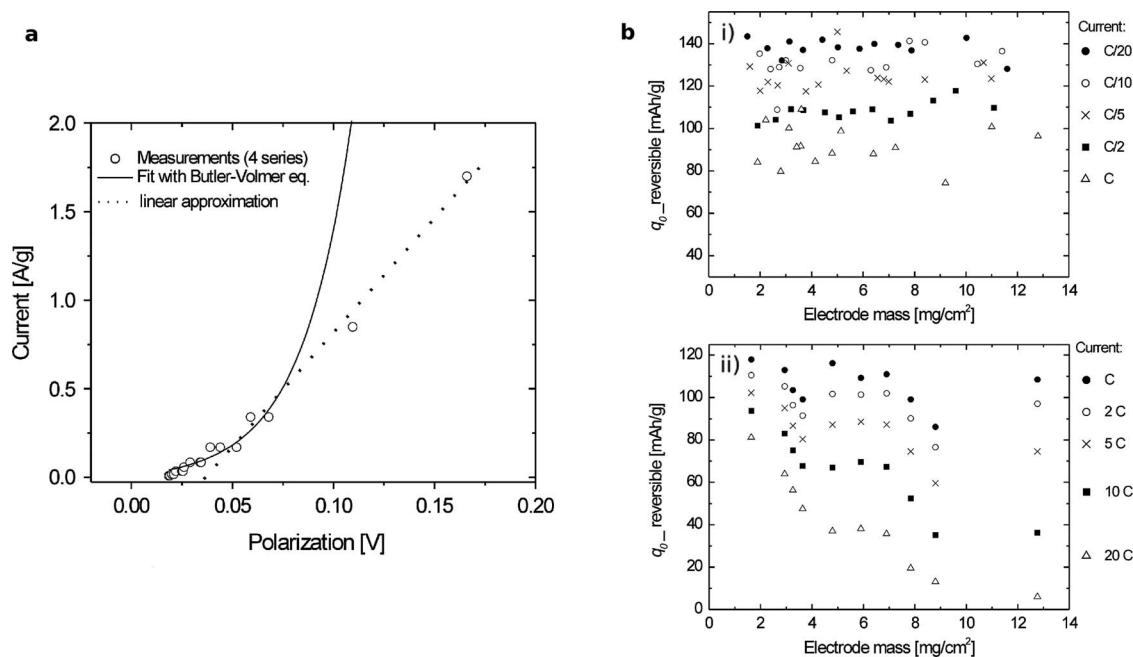 a
Current [A/g]
2.0
1.5
1.0
0.5
0.0
Measurements (4 series)
Fit with Butler-Volmer eq.
linear approximation
0.00 0.05 0.10 0.15 0.20
Polarization [V]
b
i)
q0_reversible [mAh/g]
140
120
100
80
60
40
0 2 4 6 8 10 12 14
Electrode mass [mg/cm²]
Current:
C/20
C/10
C/5
C/2
C
ii)
q0_reversible [mAh/g]
120
100
80
60
40
20
0
0 2 4 6 8 10 12 14
Electrode mass [mg/cm²]
Current:
C
2 C
5 C
10 C
20 C